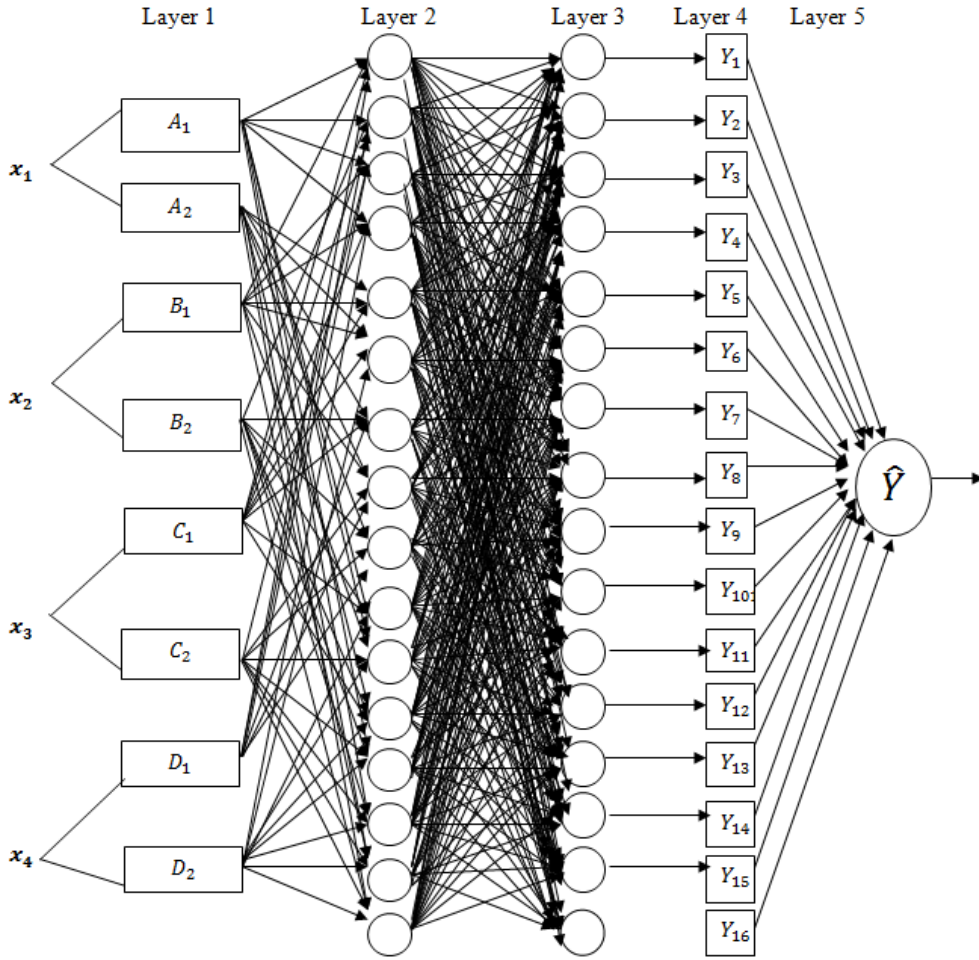 Layer 1 Layer 2 Layer 3 Layer 4 Layer 5
x₁
x₂
x₃
x₄
A₁
A₂
B₁
B₂
C₁
C₂
D₁
D₂
Y₁
Y₂
Y₃
Y₄
Y₅
Y₆
Y₇
Y₈
Y₉
Y₁₀₁
Y₁₁
Y₁₂
Y₁₃
Y₁₄
Y₁₅
Y₁₆
Ŷ